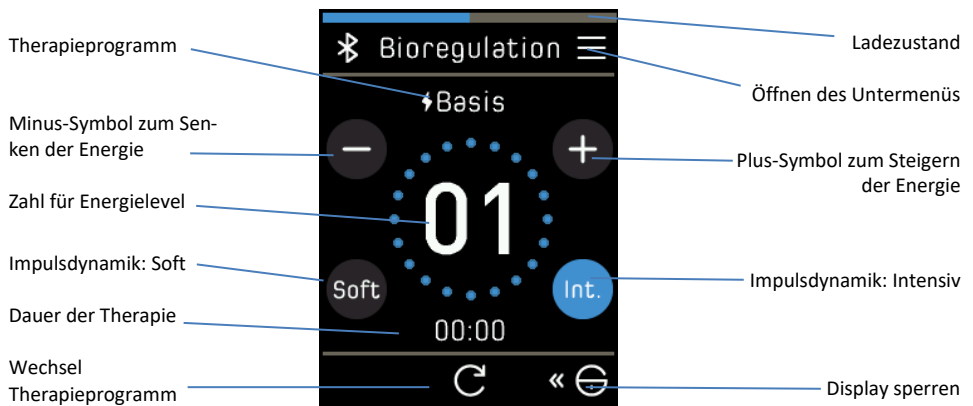 Therapieprogramm
Minus-Symbol zum Sen-
ken der Energie
Zahl für Energielevel
Impulsdynamik: Soft
Dauer der Therapie
Wechsel
Therapieprogramm
Bioregulation
Basis
01
Soft
Int.
00:00
«
Ladezustand
Öffnen des Untermenüs
Plus-Symbol zum Steigern
der Energie
Impulsdynamik: Intensiv
Display sperren